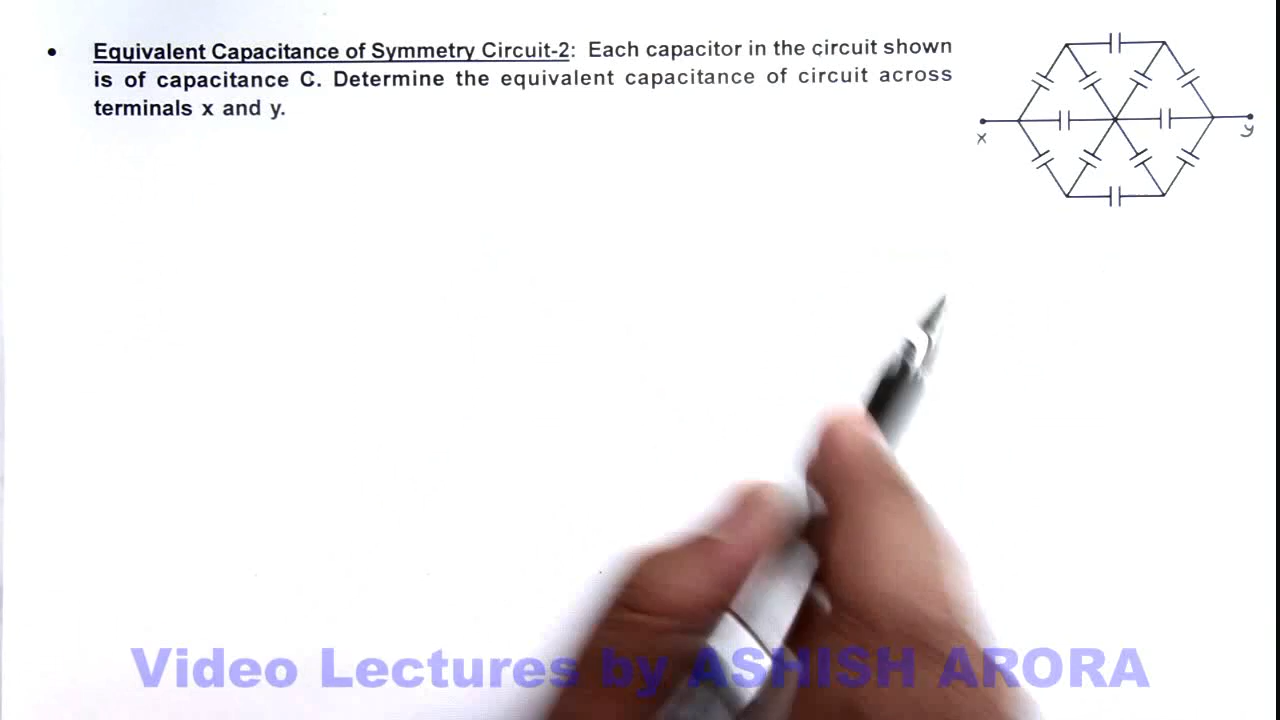 • Equivalent Capacitance of Symmetry Circuit-2: Each capacitor in the circuit shown
is of capacitance C. Determine the equivalent capacitance of circuit across
terminals x and y.
x
y
Video Lectures by ASHISH ARORA